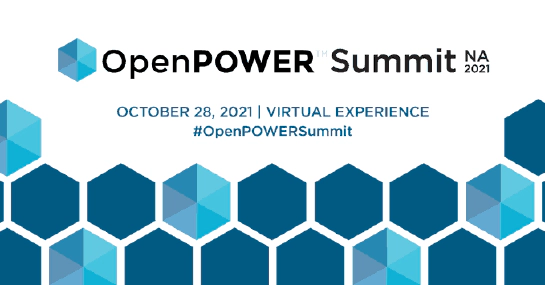 OpenPOWER™ Summit NA 2021
OCTOBER 28, 2021 | VIRTUAL EXPERIENCE
#OpenPOWERSummit